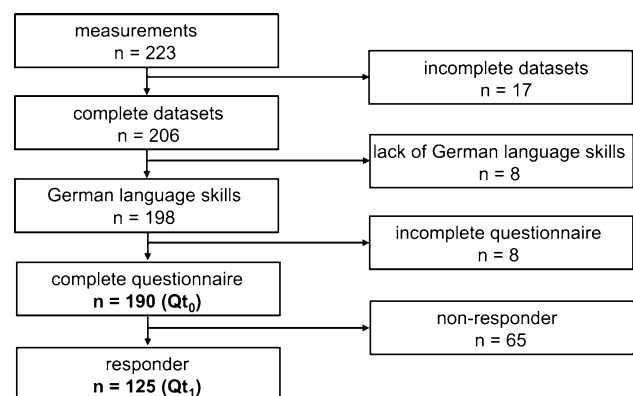 measurements
n = 223
incomplete datasets
n = 17
complete datasets
n = 206
lack of German language skills
n = 8
German language skills
n = 198
incomplete questionnaire
n = 8
complete questionnaire
n = 190 (Qt₀)
non-responder
n = 65
responder
n = 125 (Qt₁)